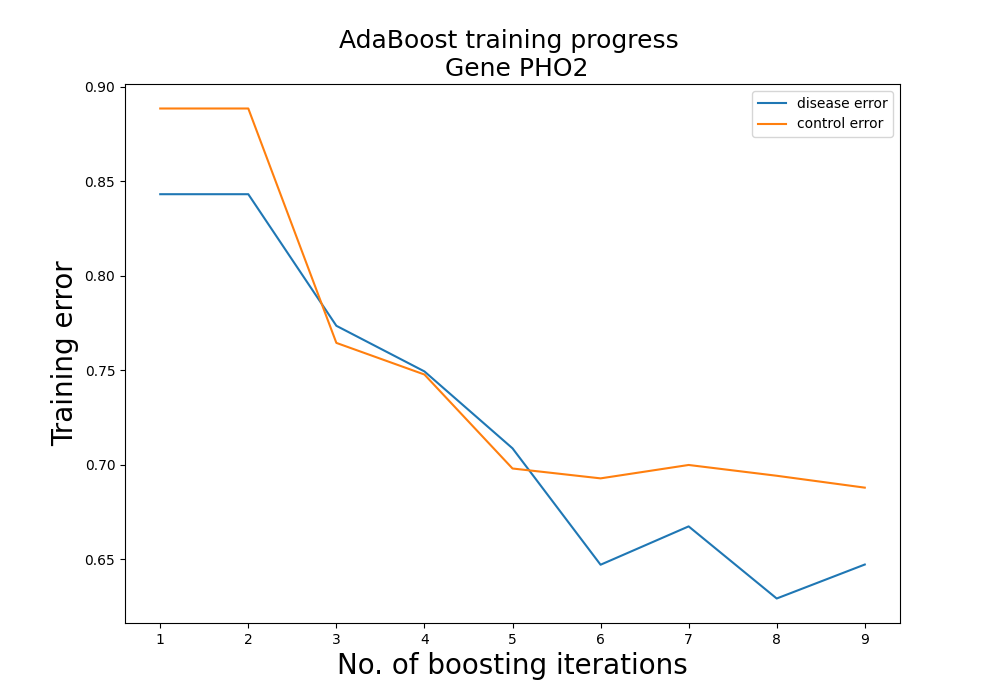 AdaBoost training progress
Gene PHO2
disease error
control error
Training error
0.90
0.85
0.80
0.75
0.70
0.65
1 2 3 4 5 6 7 8 9
No. of boosting iterations